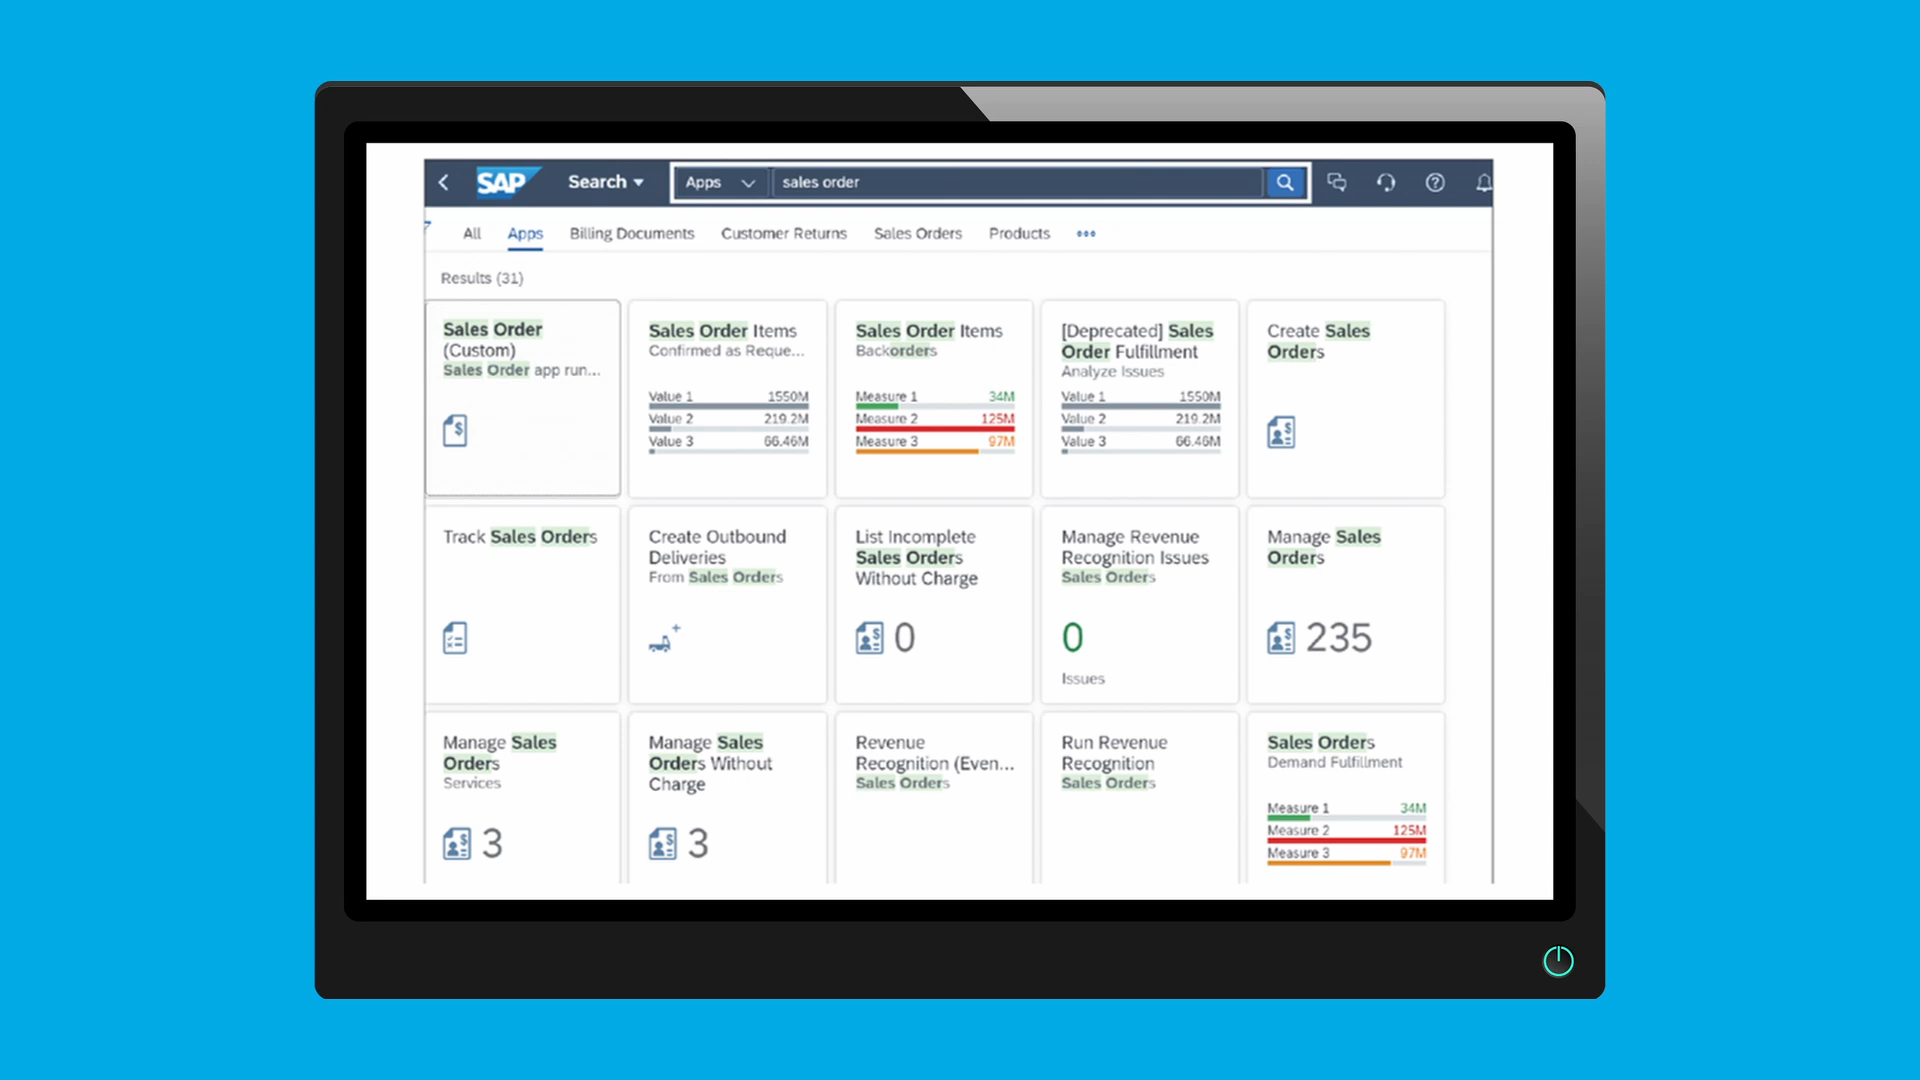 SAP
Search
Apps
sales order
All
Apps
Billing Documents
Customer Returns
Sales Orders
Products
Results (31)
Sales Order
(Custom)
Sales Order app run...
Sales Order Items
Confirmed as Reque...
Value 1 1550M
Value 2 219.2M
Value 3 66.46M
Sales Order Items
Backorders
Measure 1 34M
Measure 2 125M
Measure 3 97M
[Deprecated] Sales
Order Fulfillment
Analyze Issues
Value 1 1550M
Value 2 219.2M
Value 3 66.46M
Create Sales
Orders
Track Sales Orders
Create Outbound
Deliveries
From Sales Orders
List Incomplete
Sales Orders
Without Charge
0
Manage Revenue
Recognition Issues
Sales Orders
0
Issues
Manage Sales
Orders
235
Manage Sales
Orders
Services
3
Manage Sales
Orders Without
Charge
3
Revenue
Recognition (Even...
Sales Orders
Run Revenue
Recognition
Sales Orders
Sales Orders
Demand Fulfillment
Measure 1 34M
Measure 2 125M
Measure 3 97M